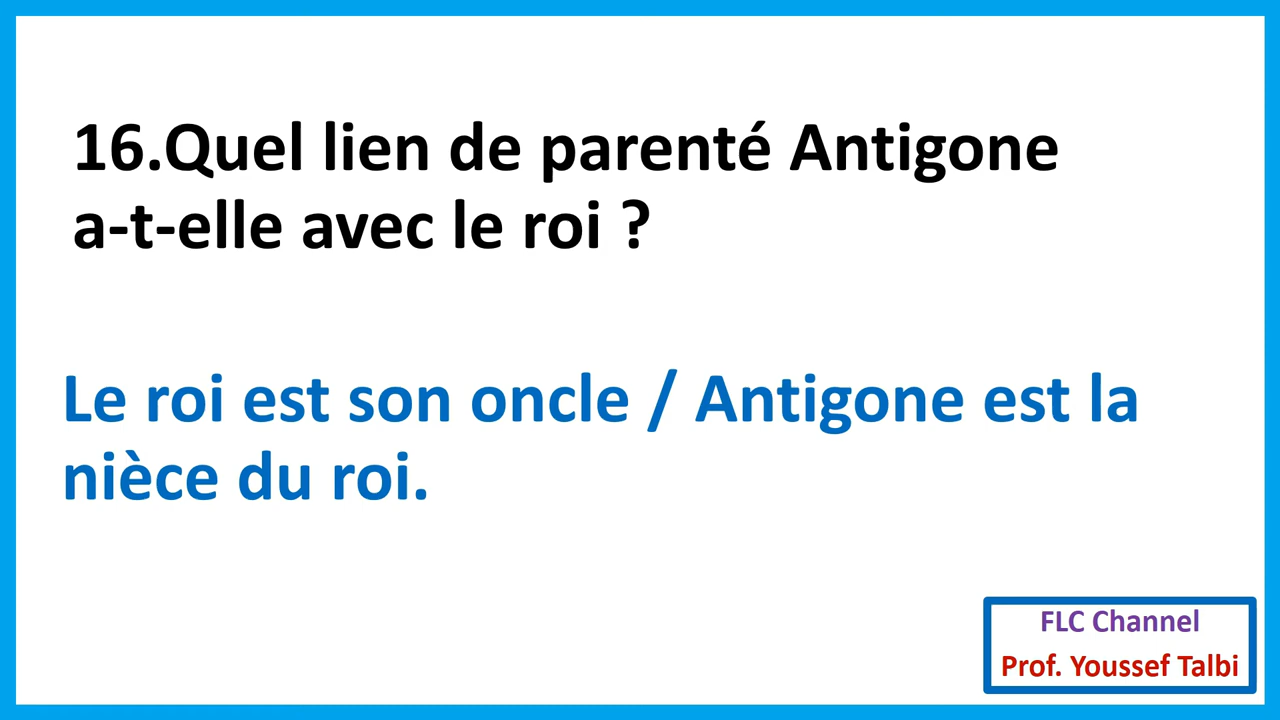 16.Quel lien de parenté Antigone
a-t-elle avec le roi ?
Le roi est son oncle / Antigone est la
nièce du roi.
FLC Channel
Prof. Youssef Talbi